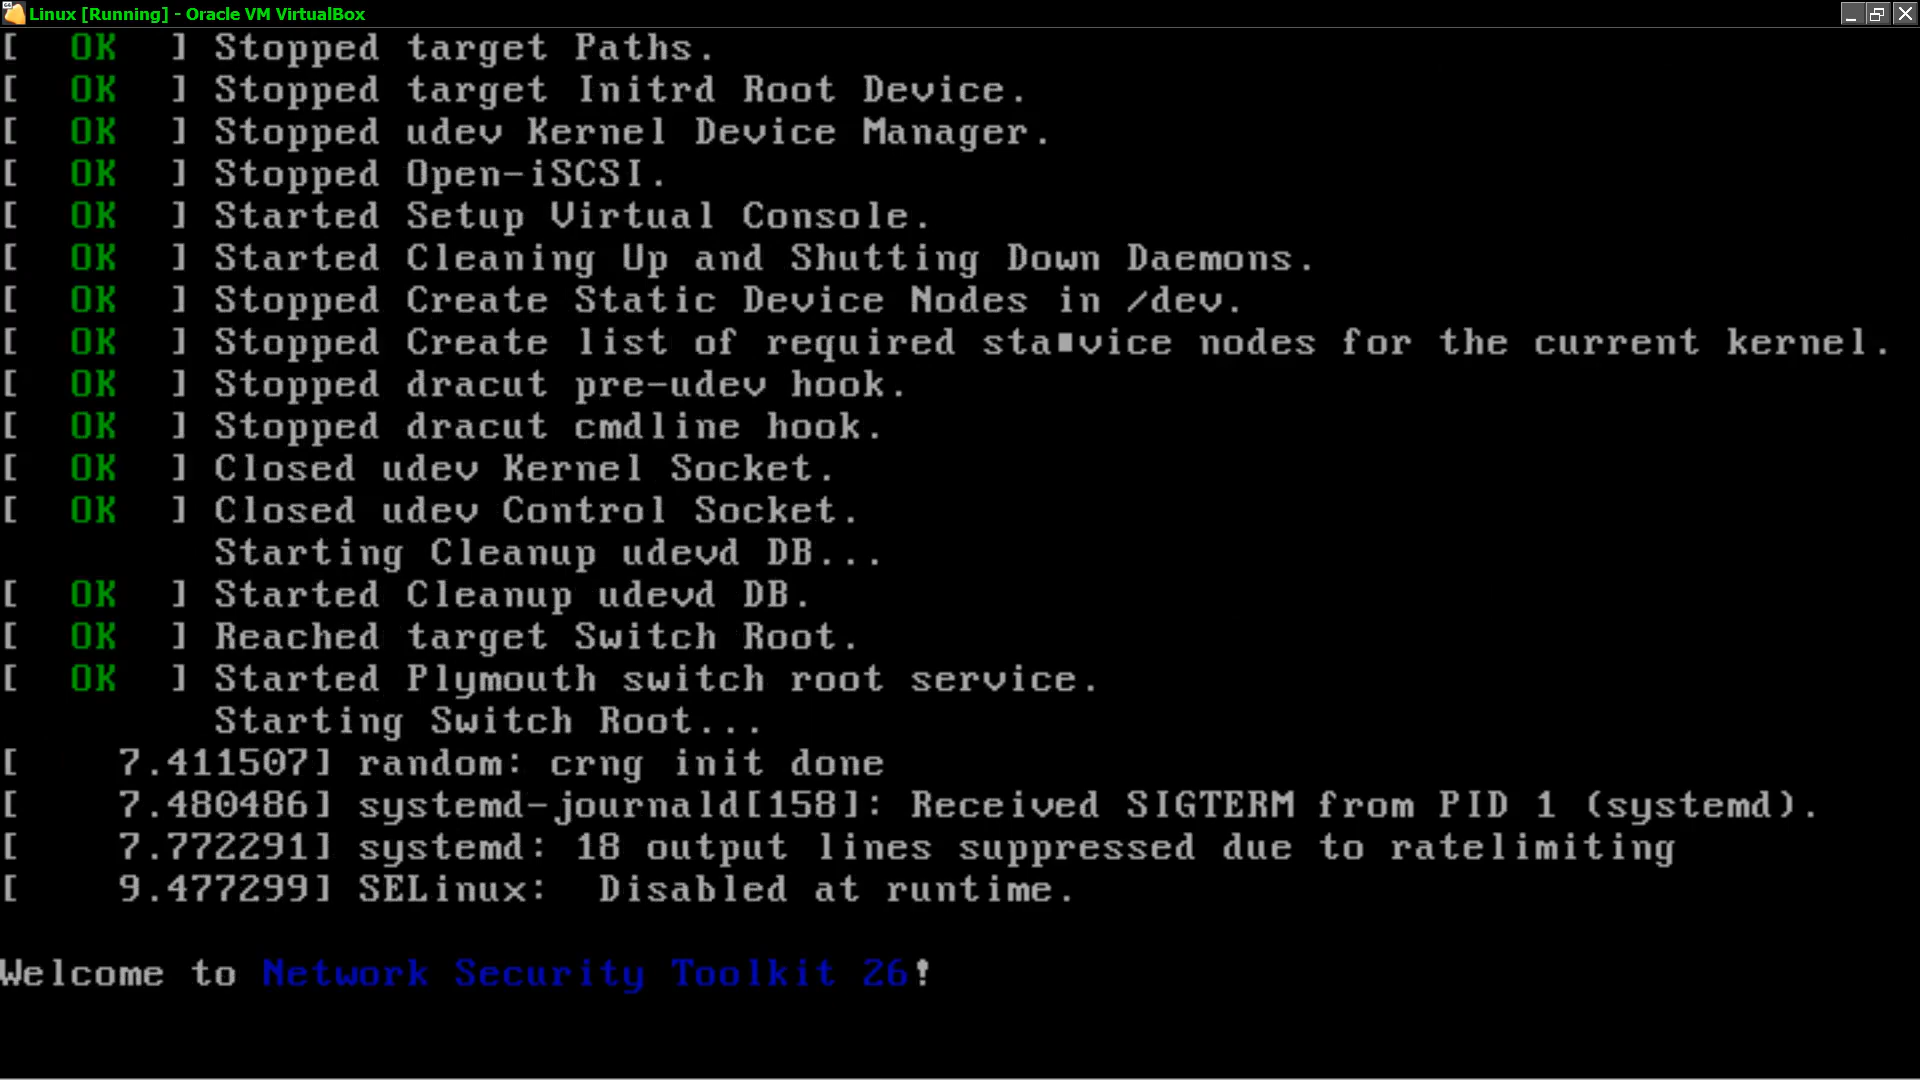 Linux [Running] - Oracle VM VirtualBox
[ OK ] Stopped target Paths.
[ OK ] Stopped target Initrd Root Device.
[ OK ] Stopped udev Kernel Device Manager.
[ OK ] Stopped Open-iSCSI.
[ OK ] Started Setup Virtual Console.
[ OK ] Started Cleaning Up and Shutting Down Daemons.
[ OK ] Stopped Create Static Device Nodes in /dev.
[ OK ] Stopped Create list of required sta■vice nodes for the current kernel.
[ OK ] Stopped dracut pre-udev hook.
[ OK ] Stopped dracut cmdline hook.
[ OK ] Closed udev Kernel Socket.
[ OK ] Closed udev Control Socket.
Starting Cleanup udevd DB...
[ OK ] Started Cleanup udevd DB.
[ OK ] Reached target Switch Root.
[ OK ] Started Plymouth switch root service.
Starting Switch Root...
[ 7.411507] random: crng init done
[ 7.480486] systemd-journald[158]: Received SIGTERM from PID 1 (systemd).
[ 7.772291] systemd: 18 output lines suppressed due to ratelimiting
[ 9.477299] SELinux:  Disabled at runtime.
Welcome to Network Security Toolkit 26!